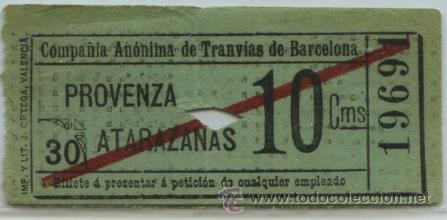 Compañia Anónima de Tranvías de Barcelona
PROVENZA
ATARAZANAS
30
10 Cms
19691
Billete á presentar á petición de cualquier empleado
IMP. Y LIT. J. ORTEGA, VALENCIA
todocoleccion.net